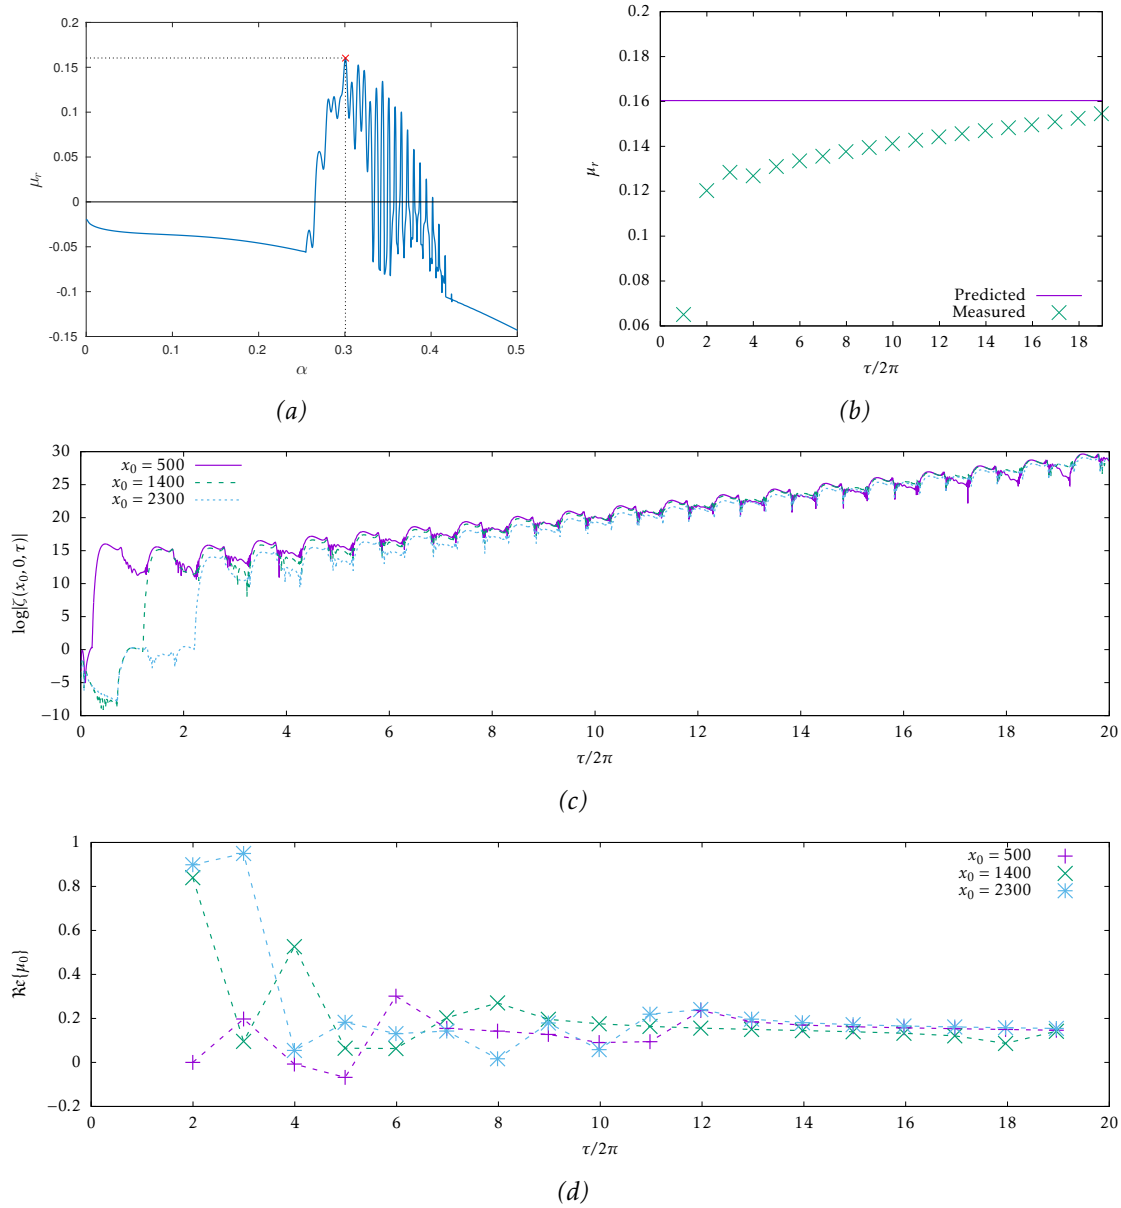 0.2
0.15
0.1
0.05
0
-0.05
-0.1
-0.15
μr
0 0.1 0.2 0.3 0.4 0.5
α
(a)
0.2
0.18
0.16
0.14
0.12
0.1
0.08
0.06
μr
Predicted
Measured
0 2 4 6 8 10 12 14 16 18
τ/2π
(b)
30
25
20
15
10
5
0
−5
−10
log|ζ(x0,0,τ)|
x0 = 500
x0 = 1400
x0 = 2300
0 2 4 6 8 10 12 14 16 18 20
τ/2π
(c)
1
0.8
0.6
0.4
0.2
0
−0.2
ℜe{μ0}
x0 = 500
x0 = 1400
x0 = 2300
0 2 4 6 8 10 12 14 16 18 20
τ/2π
(d)